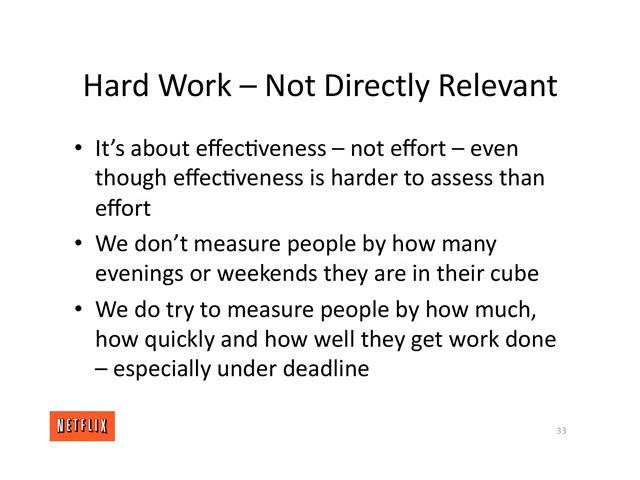 Hard Work – Not Directly Relevant
• It's about effectiveness – not effort – even
though effectiveness is harder to assess than
effort
• We don't measure people by how many
evenings or weekends they are in their cube
• We do try to measure people by how much,
how quickly and how well they get work done
– especially under deadline
NETFLIX
33